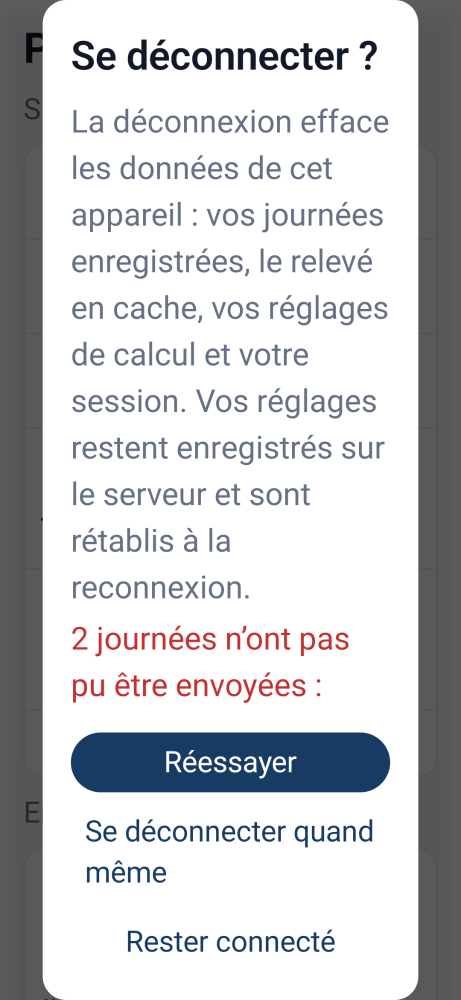 Se déconnecter ?
La déconnexion efface
les données de cet
appareil : vos journées
enregistrées, le relevé
en cache, vos réglages
de calcul et votre
session. Vos réglages
restent enregistrés sur
le serveur et sont
rétablis à la
reconnexion.
2 journées n’ont pas
pu être envoyées :
Réessayer
Se déconnecter quand
même
Rester connecté